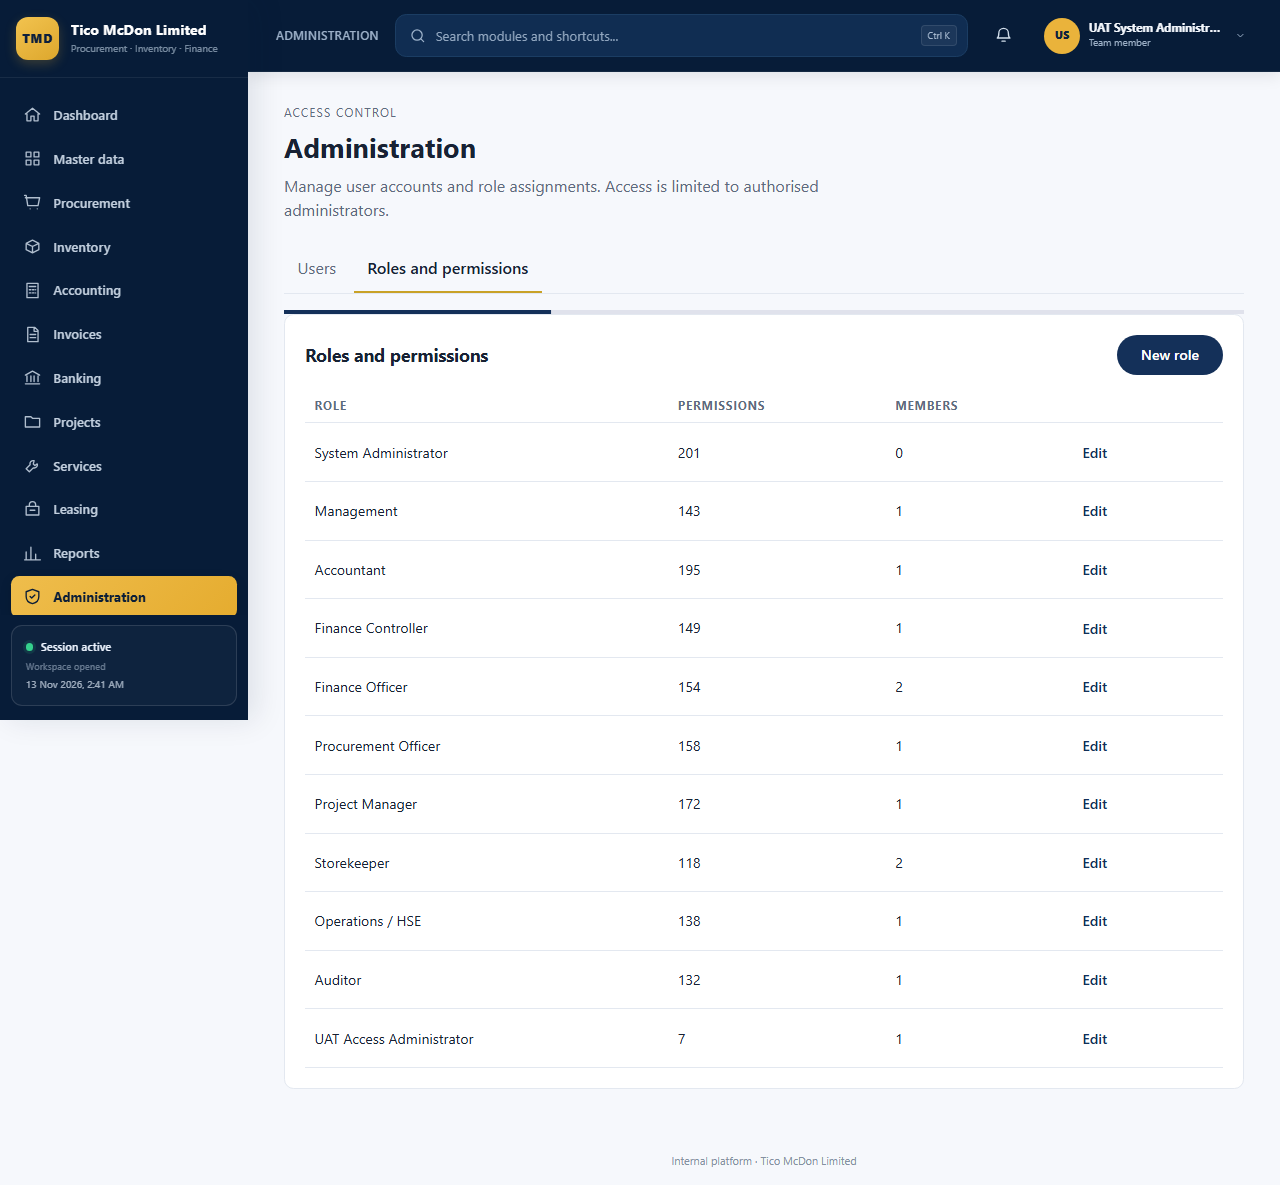 TMD
Tico McDon Limited
Procurement · Inventory · Finance
ADMINISTRATION
Search modules and shortcuts...
Ctrl K
US
UAT System Administr...
Team member
Dashboard
Master data
Procurement
Inventory
Accounting
Invoices
Banking
Projects
Services
Leasing
Reports
Administration
Session active
Workspace opened
13 Nov 2026, 2:41 AM
ACCESS CONTROL
Administration
Manage user accounts and role assignments. Access is limited to authorised
administrators.
Users Roles and permissions
Roles and permissions
New role
ROLE PERMISSIONS MEMBERS
System Administrator 201 0 Edit
Management 143 1 Edit
Accountant 195 1 Edit
Finance Controller 149 1 Edit
Finance Officer 154 2 Edit
Procurement Officer 158 1 Edit
Project Manager 172 1 Edit
Storekeeper 118 2 Edit
Operations / HSE 138 1 Edit
Auditor 132 1 Edit
UAT Access Administrator 7 1 Edit
Internal platform · Tico McDon Limited